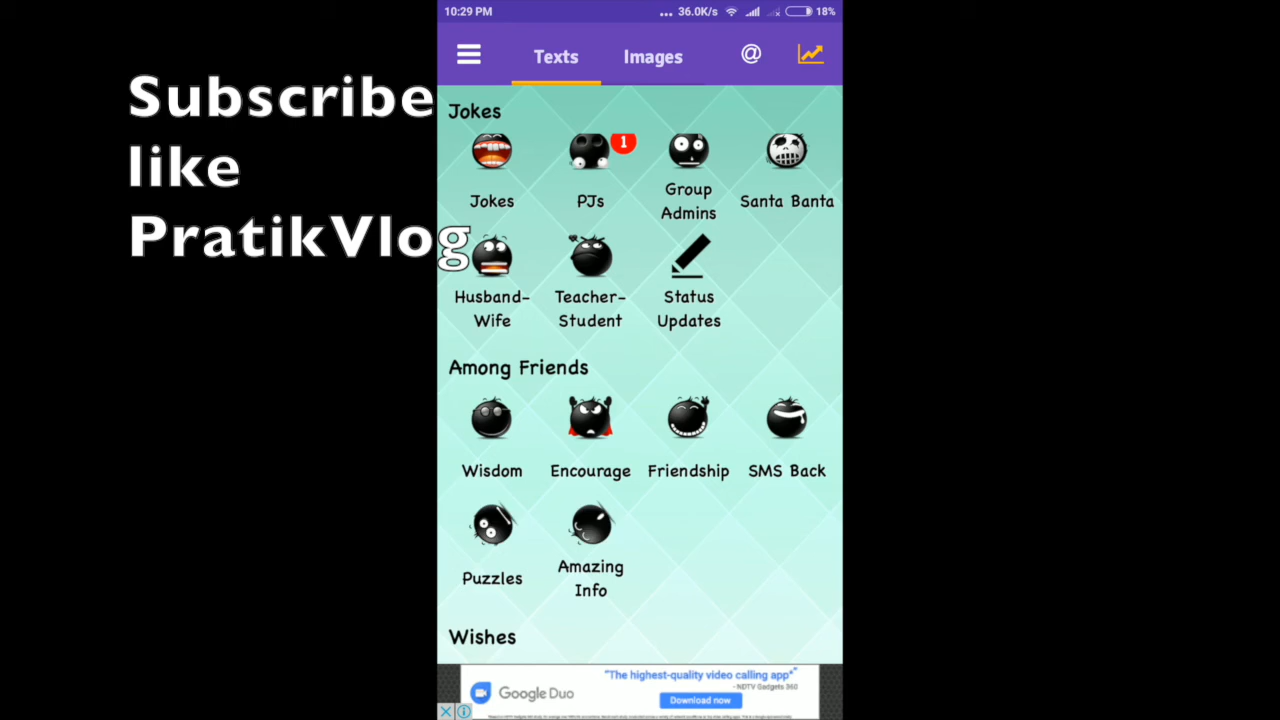 10:29 PM ... 36.0K/s 18%
Subscribe
like
PratikVlog
Texts Images @
Jokes
1
Jokes PJs Group Admins Santa Banta
Husband-Wife Teacher-Student Status Updates
Among Friends
Wisdom Encourage Friendship SMS Back
Puzzles Amazing Info
Wishes
Google Duo
"The highest-quality video calling app*"
- NDTV Gadgets 360
Download now